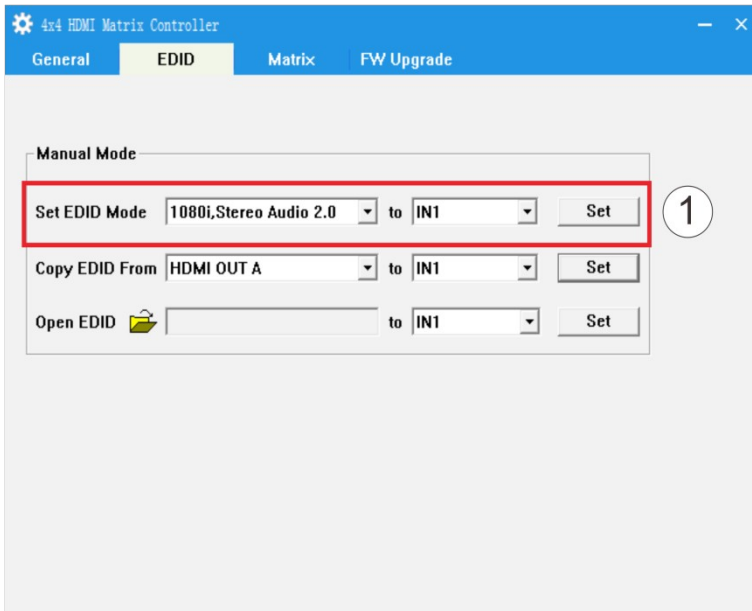 4x4 HDMI Matrix Controller
General EDID Matrix FW Upgrade
Manual Mode
Set EDID Mode 1080i,Stereo Audio 2.0 to IN1 Set
1
Copy EDID From HDMI OUT A to IN1 Set
Open EDID to IN1 Set